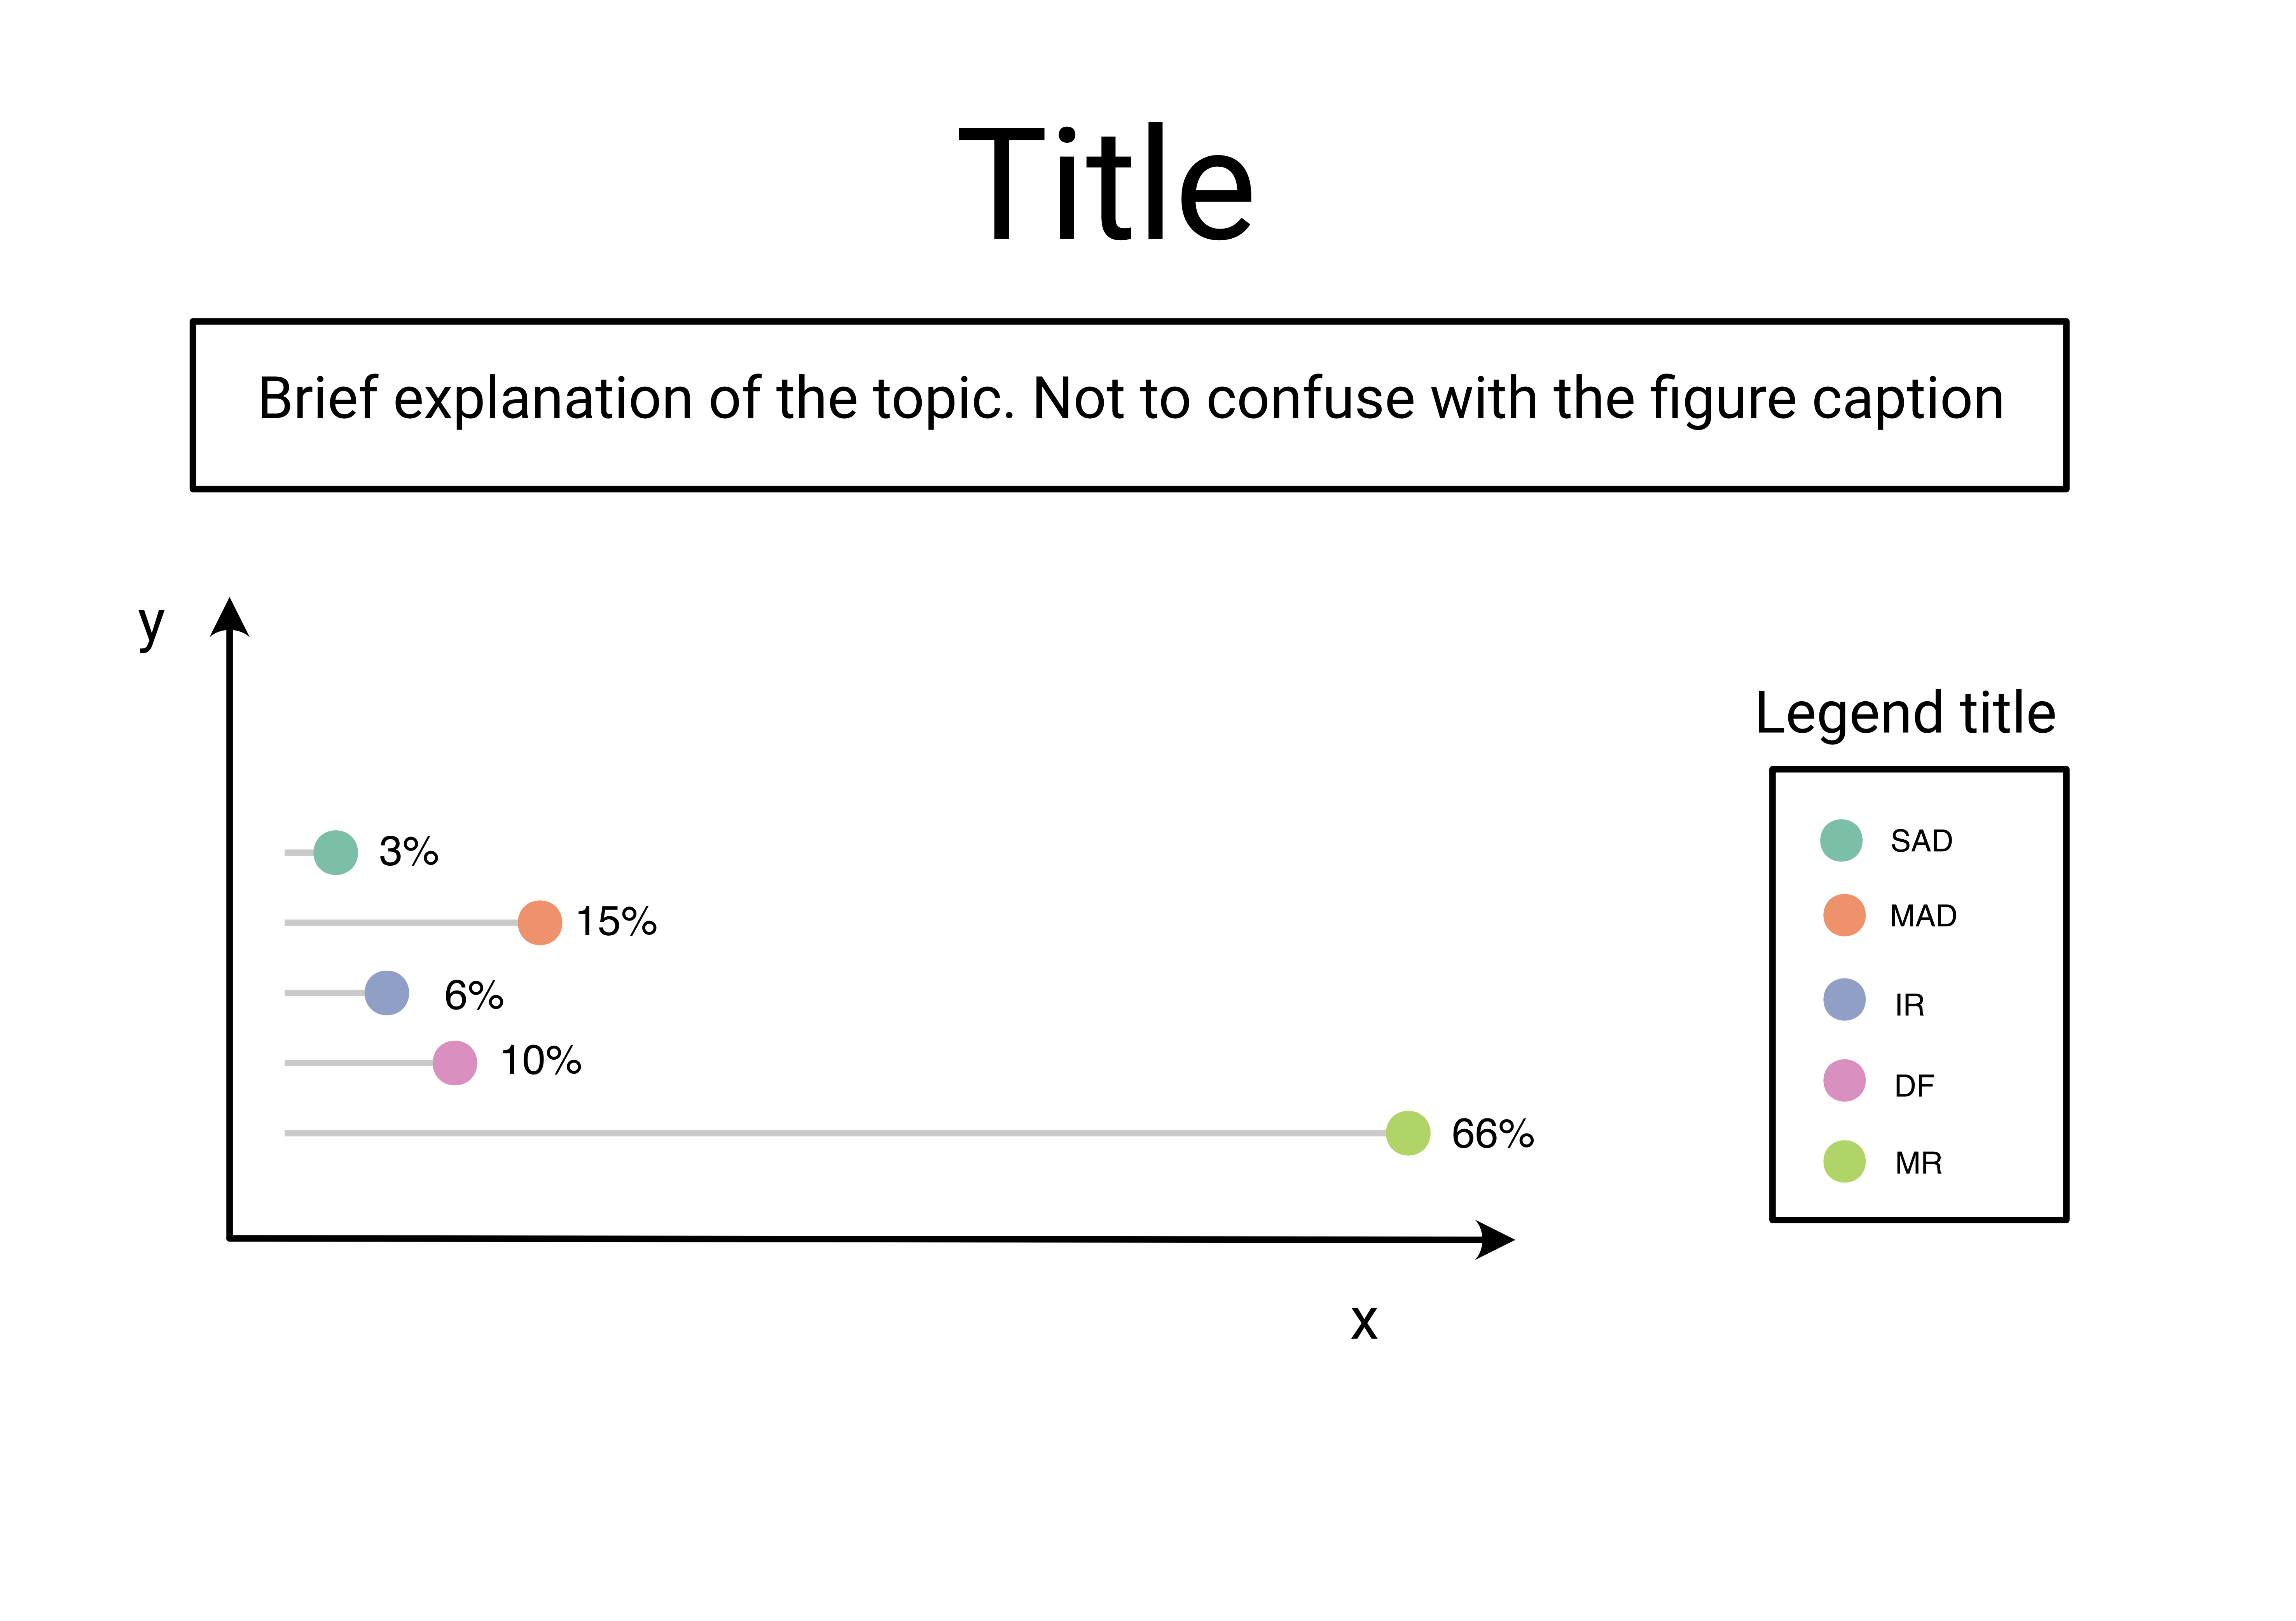 Title
Brief explanation of the topic. Not to confuse with the figure caption
y
Legend title
3%
15%
6%
10%
66%
SAD
MAD
IR
DF
MR
x